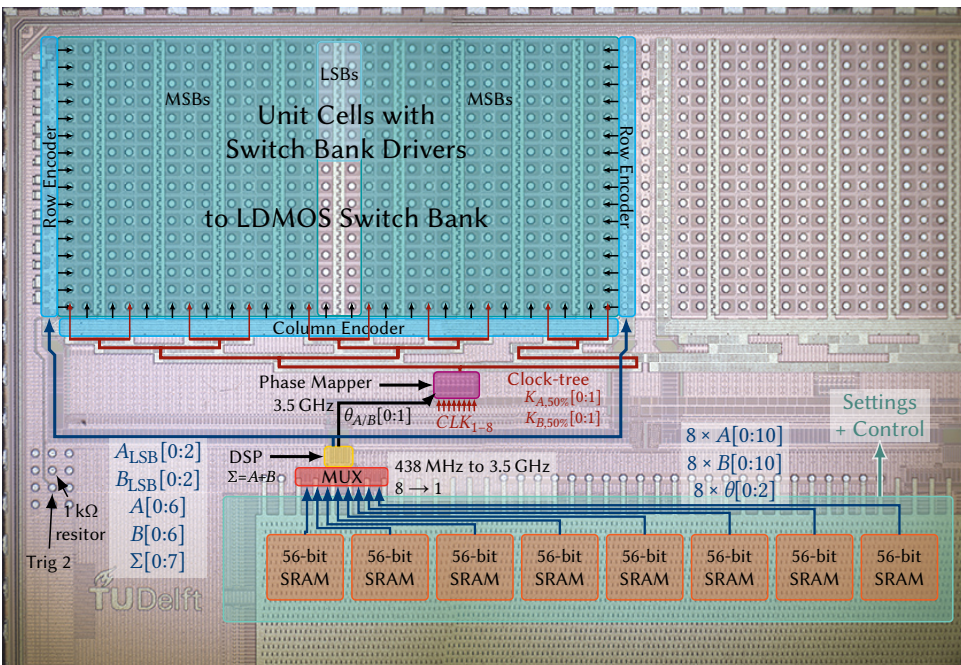 LSBs
MSBs
MSBs
Unit Cells with
Switch Bank Drivers
to LDMOS Switch Bank
Row Encoder
Row Encoder
Column Encoder
Phase Mapper
3.5 GHz
θA/B[0:1]
CLK1−8
Clock-tree
KA,50%[0:1]
KB,50%[0:1]
Settings
+ Control
DSP
Σ=A+B
MUX
438 MHz to 3.5 GHz
8 → 1
8 × A[0:10]
8 × B[0:10]
8 × θ[0:2]
ALSB[0:2]
BLSB[0:2]
A[0:6]
B[0:6]
Σ[0:7]
1 kΩ
resitor
Trig 2
TUDelft
56-bit
SRAM
56-bit
SRAM
56-bit
SRAM
56-bit
SRAM
56-bit
SRAM
56-bit
SRAM
56-bit
SRAM
56-bit
SRAM